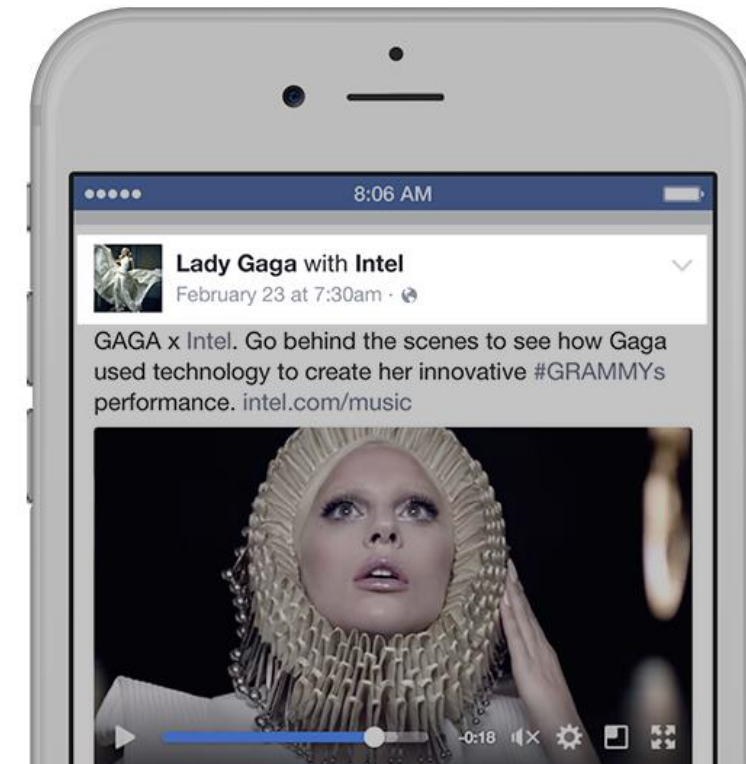 8:06 AM
Lady Gaga with Intel
February 23 at 7:30am ·
GAGA x Intel. Go behind the scenes to see how Gaga
used technology to create her innovative #GRAMMYs
performance. intel.com/music
-0:18